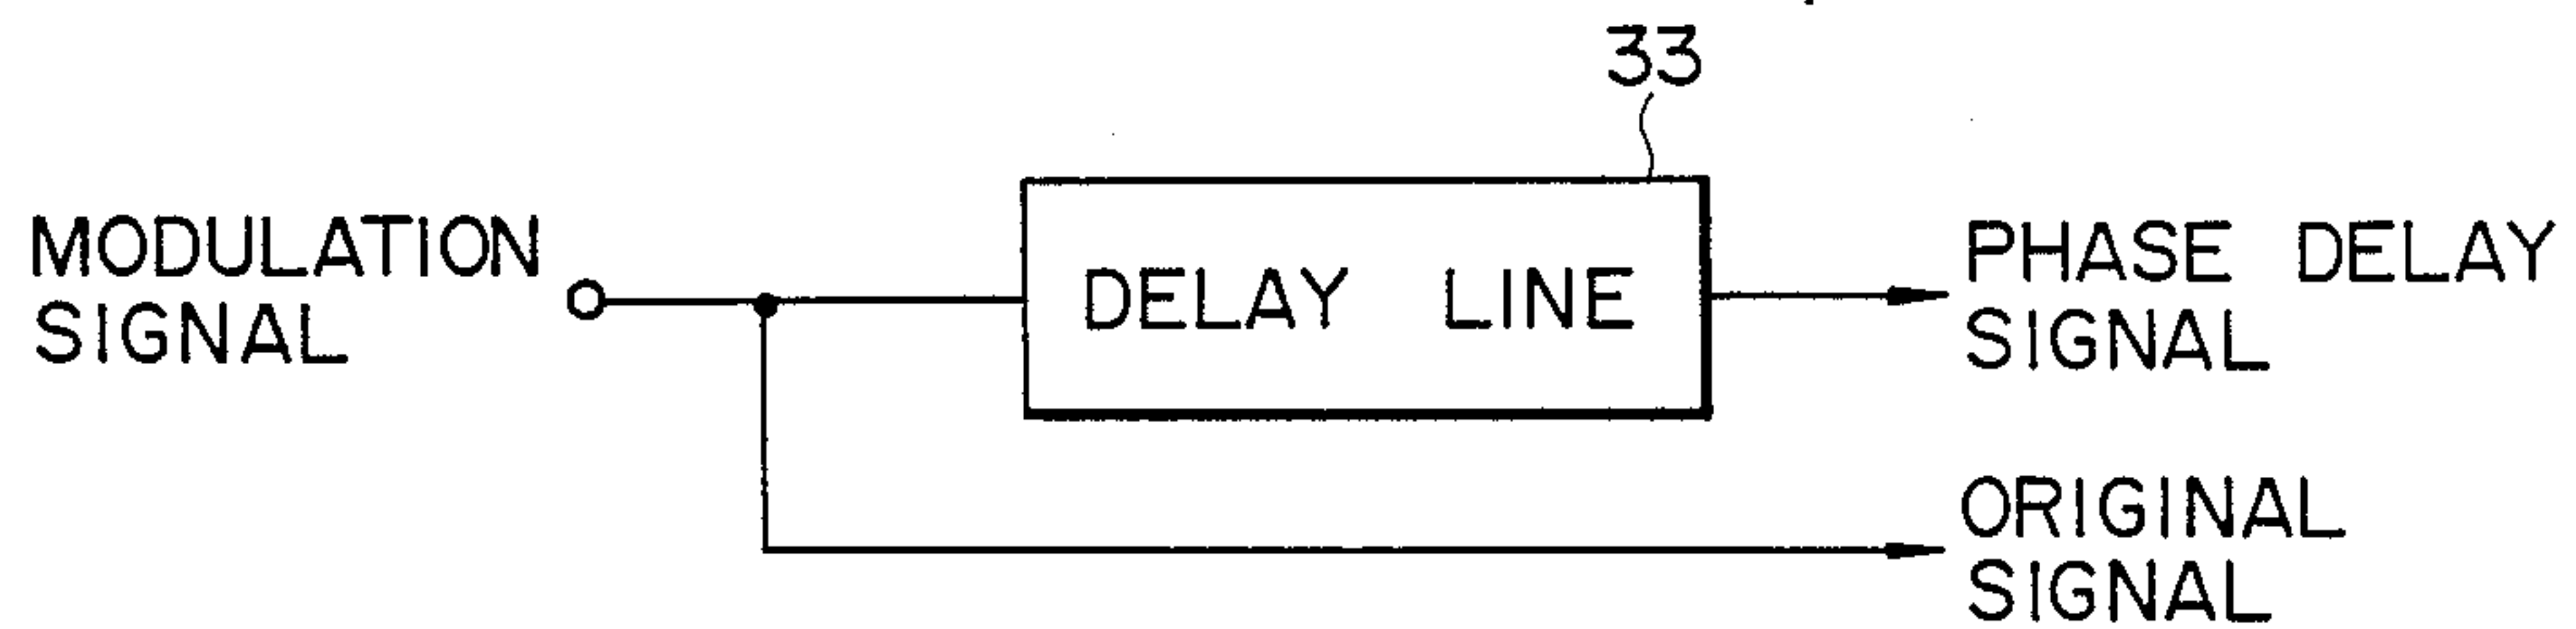 33
MODULATION
SIGNAL
DELAY LINE
PHASE DELAY
SIGNAL
ORIGINAL
SIGNAL